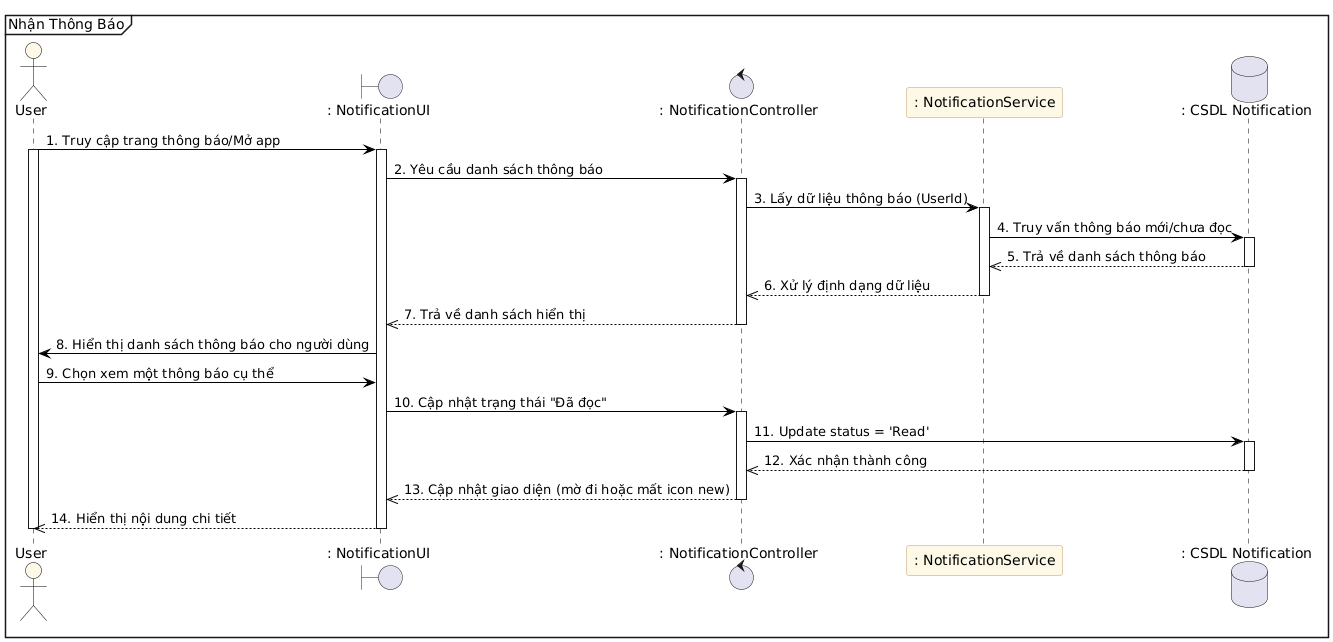 Nhận Thông Báo
User
: NotificationUI
: NotificationController
: NotificationService
: CSDL Notification
1. Truy cập trang thông báo/Mở app
2. Yêu cầu danh sách thông báo
3. Lấy dữ liệu thông báo (UserId)
4. Truy vấn thông báo mới/chưa đọc
5. Trả về danh sách thông báo
6. Xử lý định dạng dữ liệu
7. Trả về danh sách hiển thị
8. Hiển thị danh sách thông báo cho người dùng
9. Chọn xem một thông báo cụ thể
10. Cập nhật trạng thái "Đã đọc"
11. Update status = 'Read'
12. Xác nhận thành công
13. Cập nhật giao diện (mờ đi hoặc mất icon new)
14. Hiển thị nội dung chi tiết
User
: NotificationUI
: NotificationController
: NotificationService
: CSDL Notification